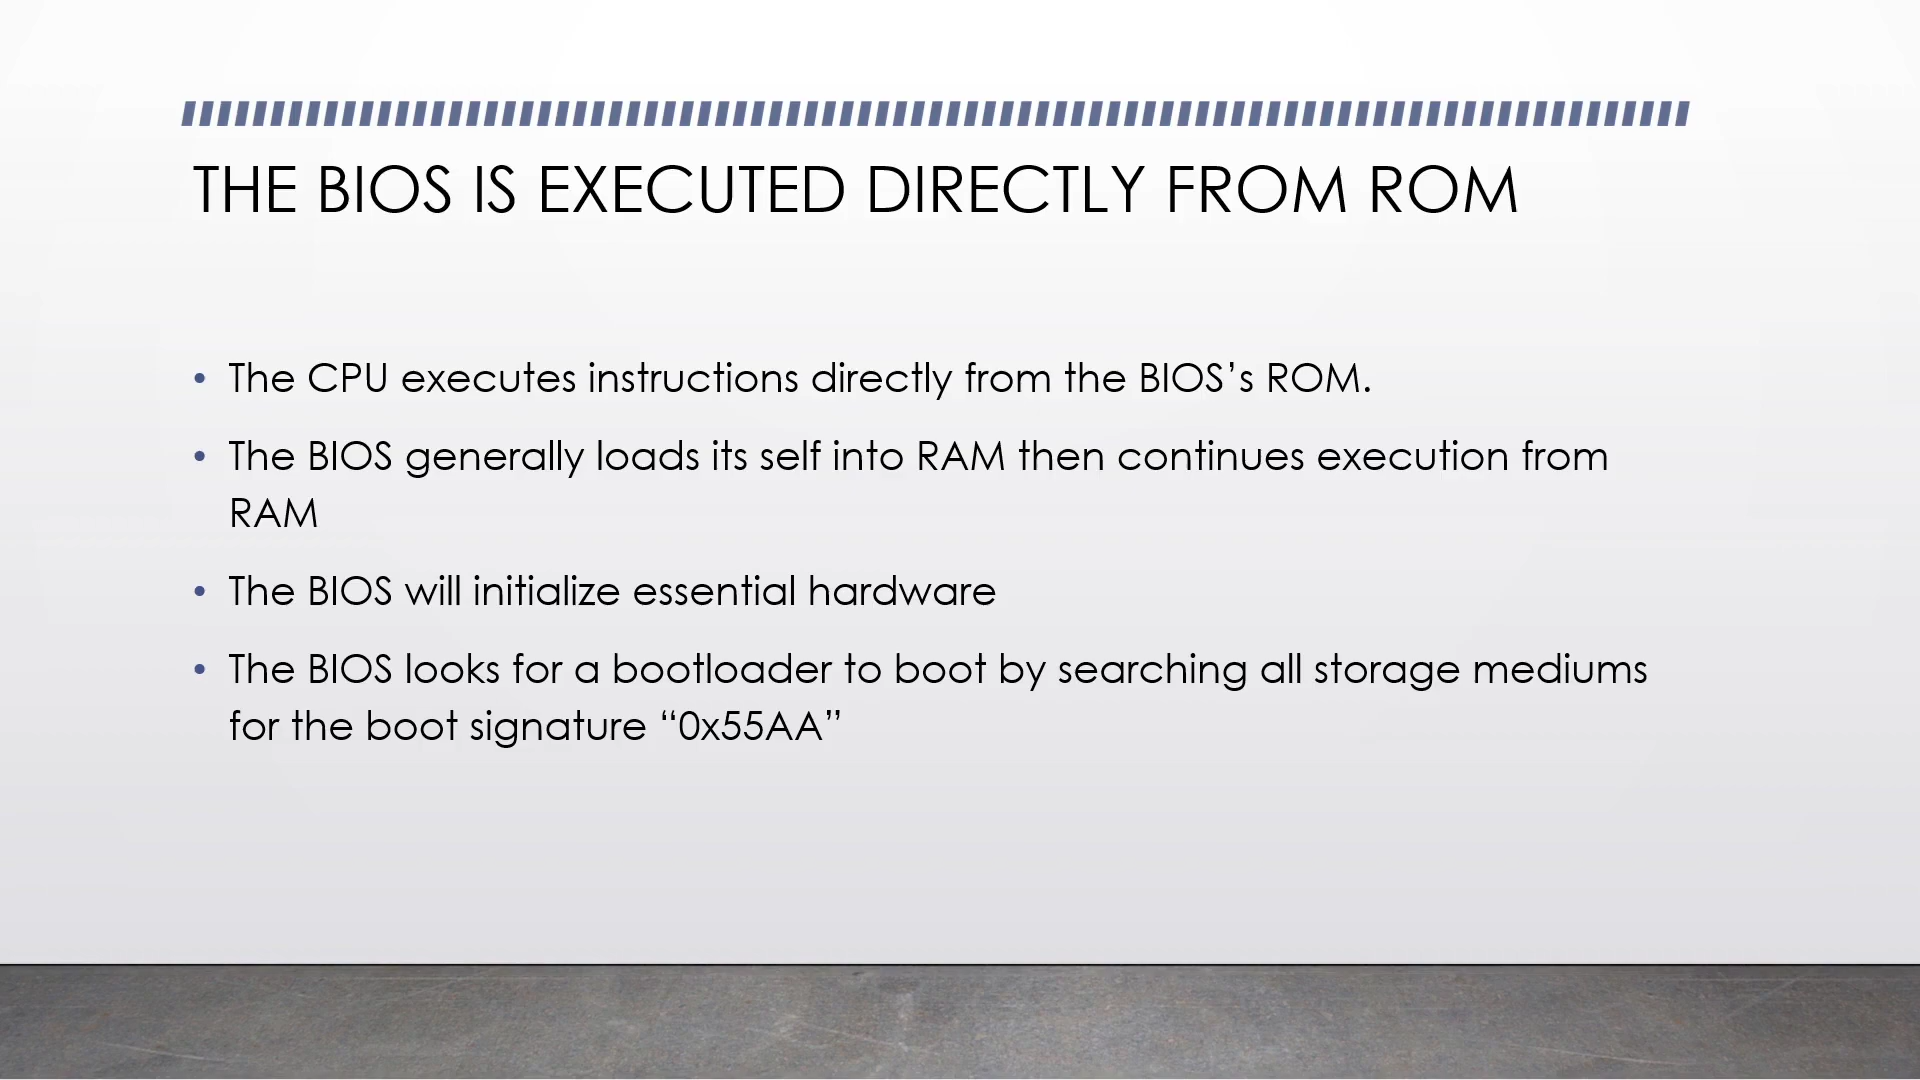 THE BIOS IS EXECUTED DIRECTLY FROM ROM
• The CPU executes instructions directly from the BIOS’s ROM.
• The BIOS generally loads its self into RAM then continues execution from
RAM
• The BIOS will initialize essential hardware
• The BIOS looks for a bootloader to boot by searching all storage mediums
for the boot signature “0x55AA”